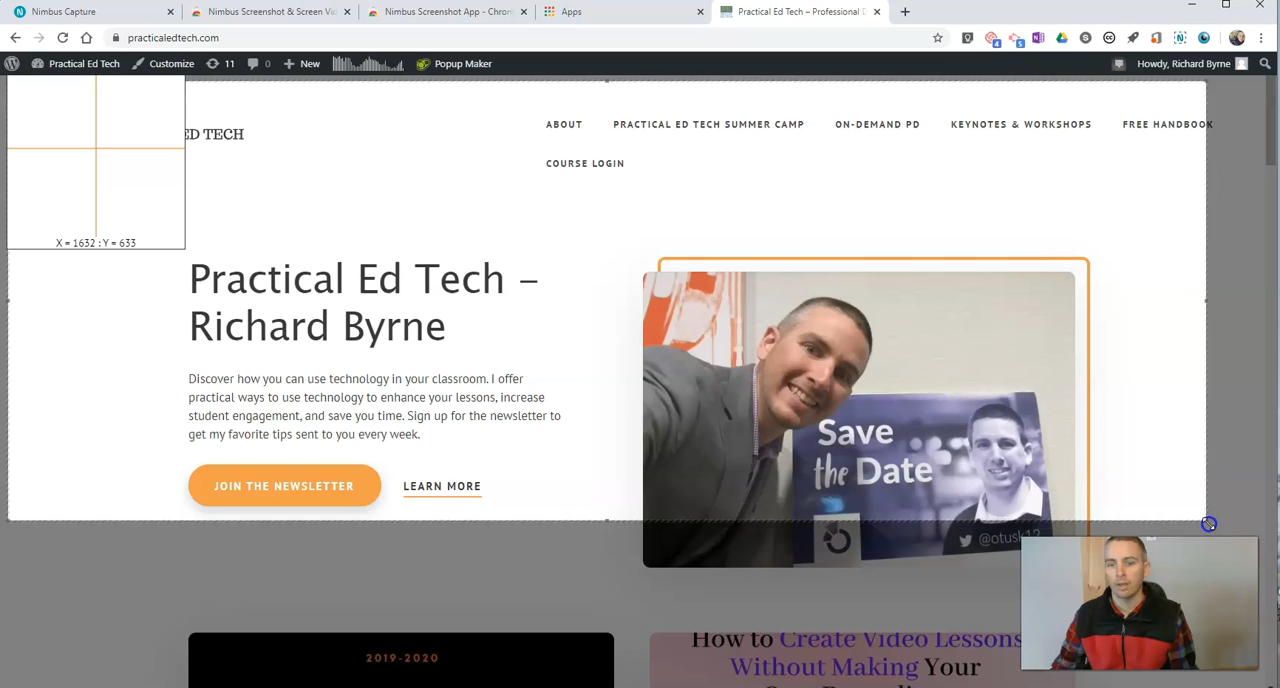 Nimbus Capture
Nimbus Screenshot & Screen Vid
Nimbus Screenshot App - Chrom
Apps
Practical Ed Tech – Professional D
practicaledtech.com
4
5
Practical Ed Tech
Customize
11
0
New
Popup Maker
Howdy, Richard Byrne
ED TECH
ABOUT
PRACTICAL ED TECH SUMMER CAMP
ON-DEMAND PD
KEYNOTES & WORKSHOPS
FREE HANDBOOK
COURSE LOGIN
X = 1632 : Y = 633
Practical Ed Tech –
Richard Byrne
Discover how you can use technology in your classroom. I offer
practical ways to use technology to enhance your lessons, increase
student engagement, and save you time. Sign up for the newsletter to
get my favorite tips sent to you every week.
JOIN THE NEWSLETTER
LEARN MORE
Save
the Date
@otusk12
2019-2020
How to Create Video Lessons
Without Making Your